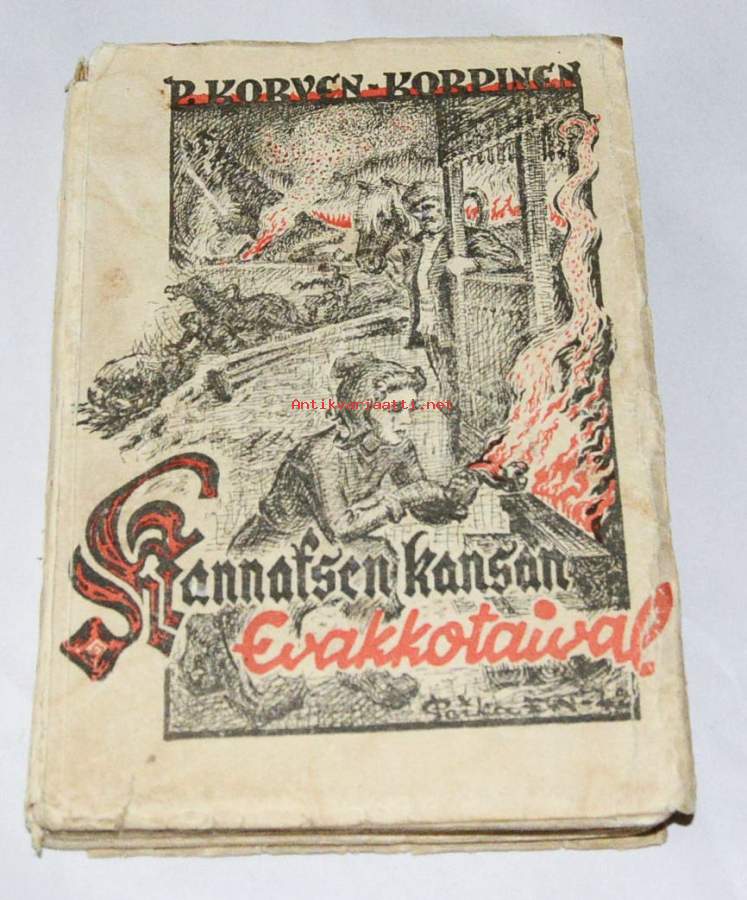 P. KORVEN-KORPINEN
Antikvariaatti.net
Kannaksen kansan
Evakkotaival